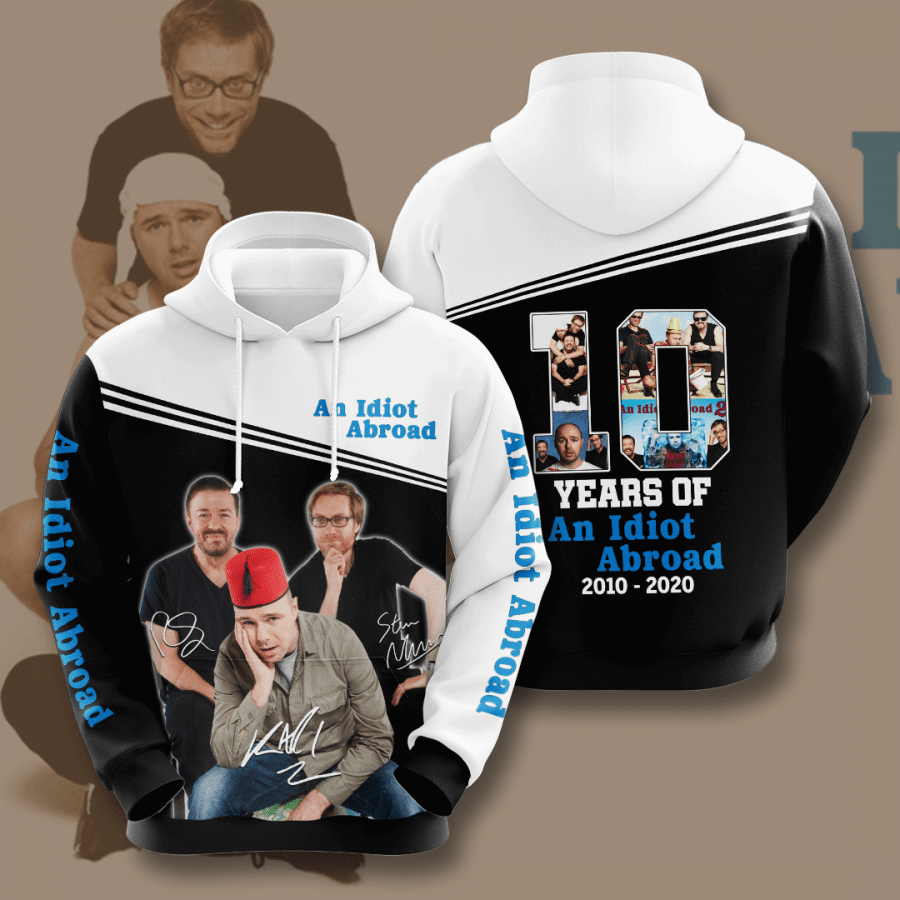 An Idiot
Abroad
An Idiot Abroad
An Idiot Abroad
KARL
10
An Idiot Abroad 2
YEARS OF
An Idiot
Abroad
2010 - 2020